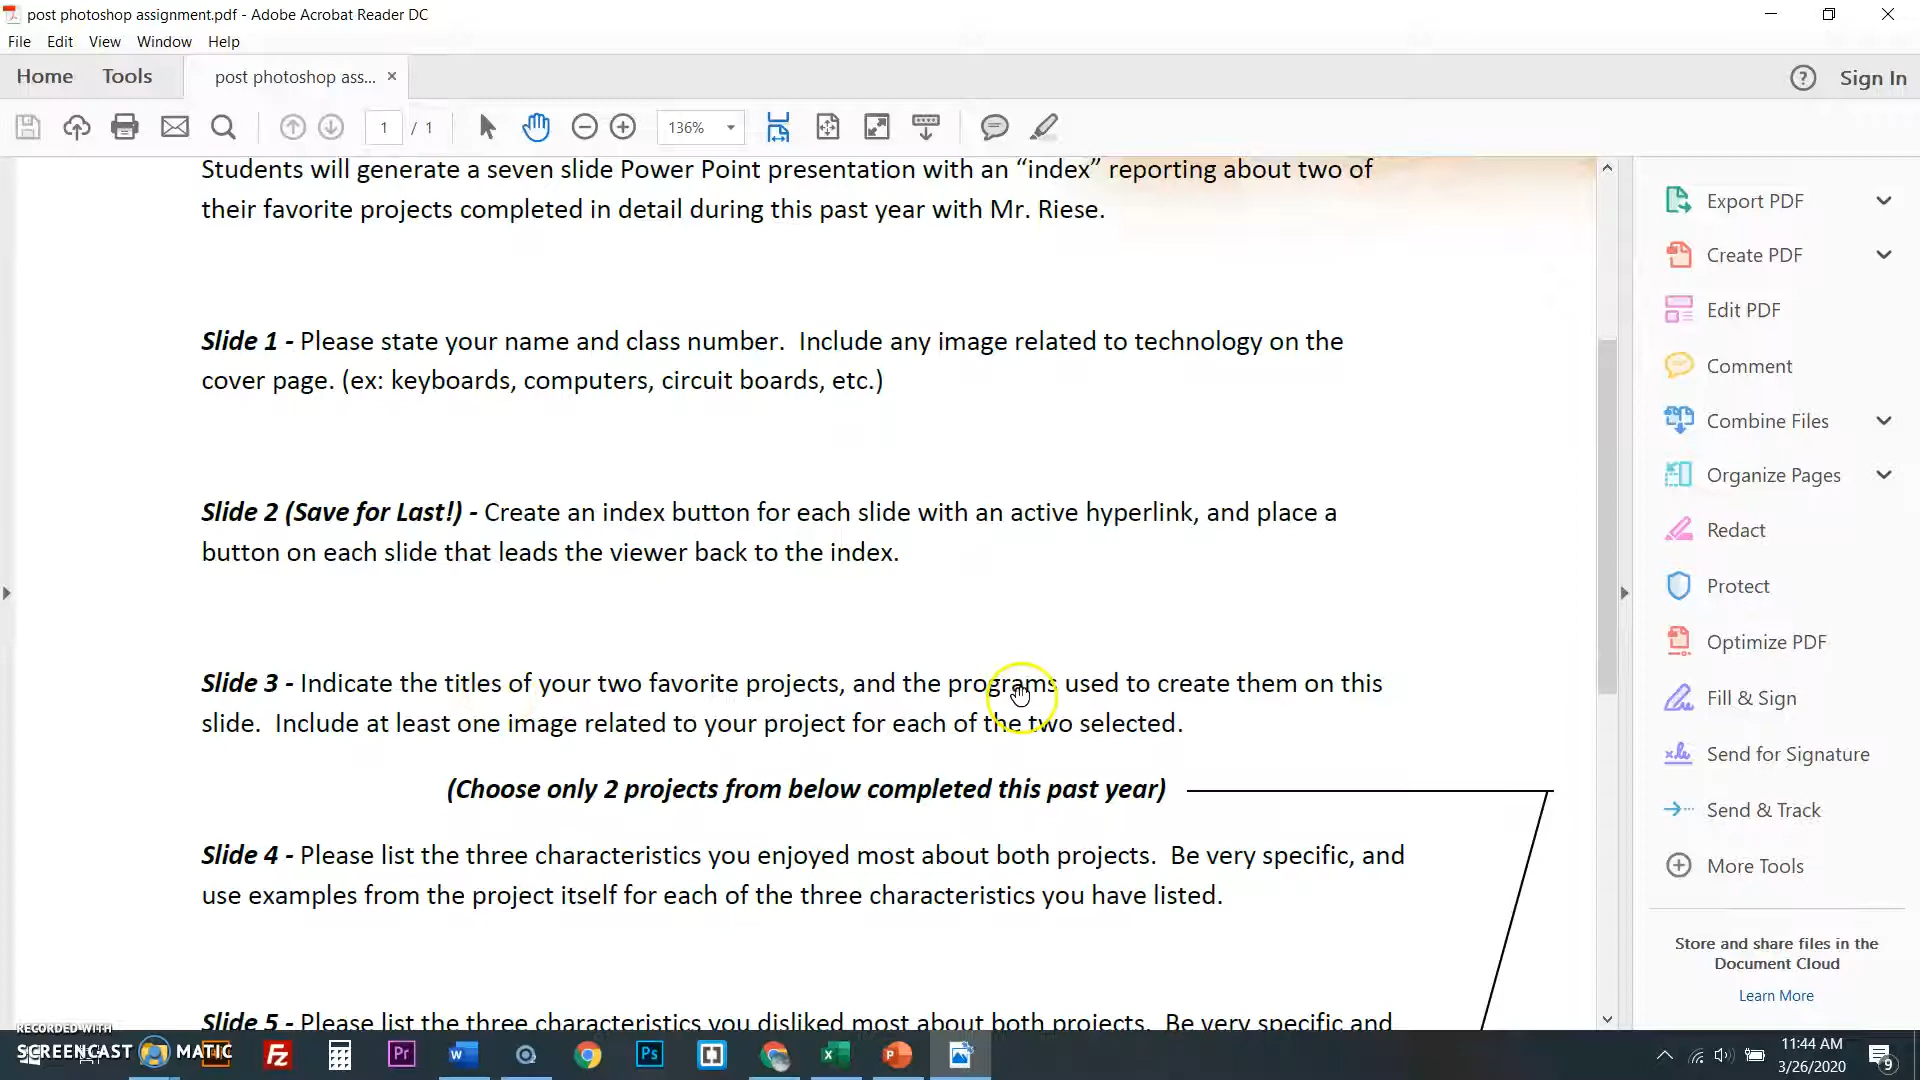 post photoshop assignment.pdf - Adobe Acrobat Reader DC
File Edit View Window Help
Home Tools post photoshop ass... × ? Sign In
1 / 1 136%
Students will generate a seven slide Power Point presentation with an “index” reporting about two of
their favorite projects completed in detail during this past year with Mr. Riese.
Slide 1 - Please state your name and class number. Include any image related to technology on the
cover page. (ex: keyboards, computers, circuit boards, etc.)
Slide 2 (Save for Last!) - Create an index button for each slide with an active hyperlink, and place a
button on each slide that leads the viewer back to the index.
Slide 3 - Indicate the titles of your two favorite projects, and the programs used to create them on this
slide. Include at least one image related to your project for each of the two selected.
(Choose only 2 projects from below completed this past year)
Slide 4 - Please list the three characteristics you enjoyed most about both projects. Be very specific, and
use examples from the project itself for each of the three characteristics you have listed.
Slide 5 - Please list the three characteristics you disliked most about both projects. Be very specific and
Export PDF
Create PDF
Edit PDF
Comment
Combine Files
Organize Pages
Redact
Protect
Optimize PDF
Fill & Sign
Send for Signature
Send & Track
More Tools
Store and share files in the
Document Cloud
Learn More
RECORDED WITH
SCREENCAST MATIC
Fz Pr W Ps X P
11:44 AM
3/26/2020
9